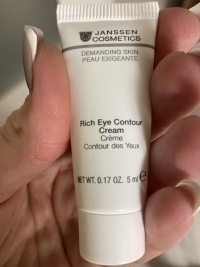 JANSSEN
COSMETICS
DEMANDING SKIN
PEAU EXIGEANTE
Rich Eye Contour
Cream
Crème
Contour des Yeux
NET WT. 0.17 OZ. 5 ml ℮